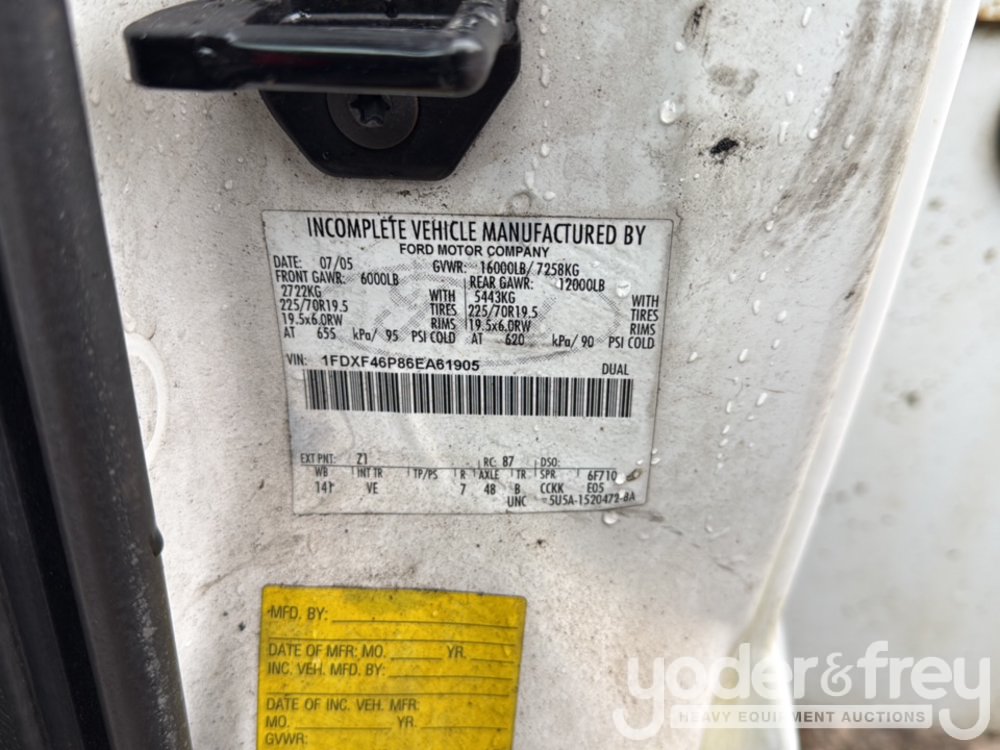 INCOMPLETE VEHICLE MANUFACTURED BY
FORD MOTOR COMPANY
DATE: 07/05 GVWR: 16000LB/ 7258KG
FRONT GAWR: 6000LB REAR GAWR: 12000LB
2722KG WITH 5443KG WITH
225/70R19.5 TIRES 225/70R19.5 TIRES
19.5x6.0RW RIMS 19.5x6.0RW RIMS
AT 655 kPa/ 95 PSI COLD AT 620 kPa/ 90 PSI COLD
VIN: 1FDXF46P86EA61905 DUAL
EXT PNT: Z1 RC: 87 DSO:
WB INT TR TP/PS R AXLE TR SPR 6F710
141 VE 7 48 B CCKK E05
UNC 5U5A-1520472-BA
MFD. BY:
DATE OF MFR: MO. YR.
INC. VEH. MFD. BY:
DATE OF INC. VEH. MFR:
MO. YR.
GVWR:
yoder&frey
HEAVY EQUIPMENT AUCTIONS